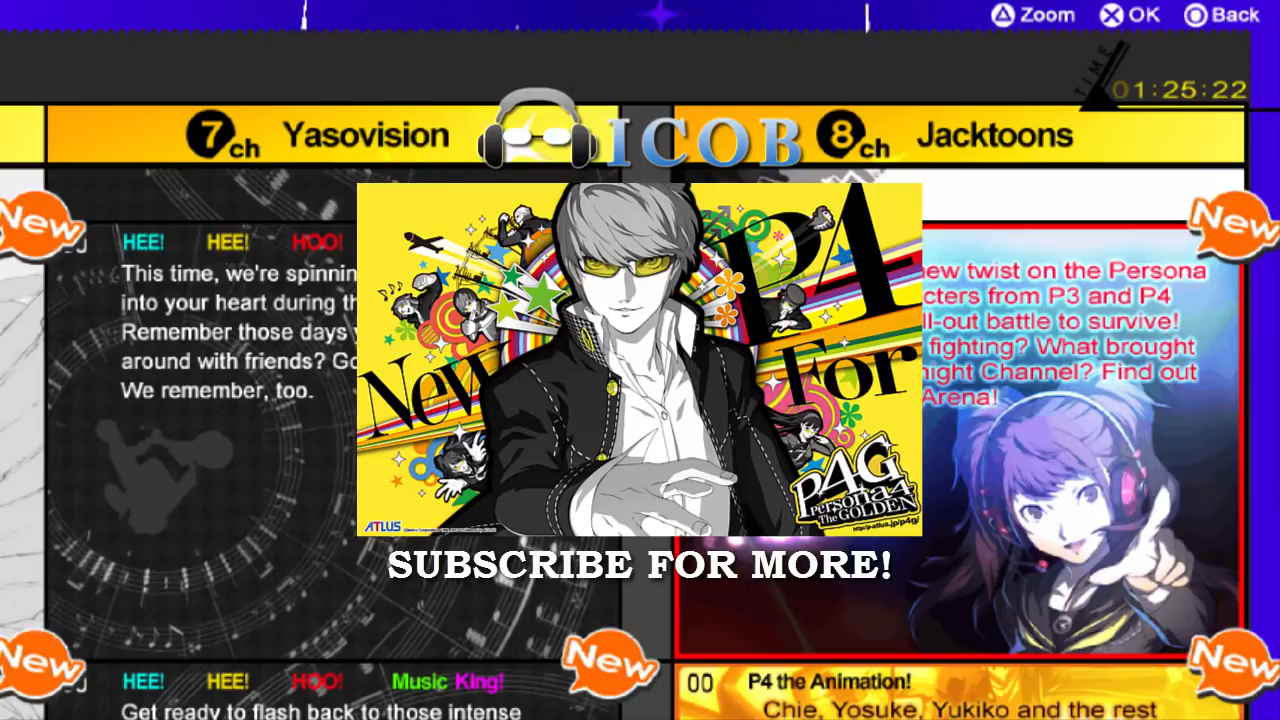 Zoom OK Back
TIME 01:25:22
7ch Yasovision
ICOB
8ch Jacktoons
New
New
HEE! HEE! HOO!
This time, we're spinnin
into your heart during th
Remember those days
around with friends? Go
We remember, too.
New
P4
For
P4G
Persona4
The GOLDEN
http://p-atlus.jp/p4g/
ATLUS
ew twist on the Persona
cters from P3 and P4
ll-out battle to survive!
fighting? What brought
night Channel? Find out
Arena!
SUBSCRIBE FOR MORE!
New
New
New
HEE! HEE! HOO! Music King!
Get ready to flash back to those intense
00 P4 the Animation!
Chie, Yosuke, Yukiko and the rest